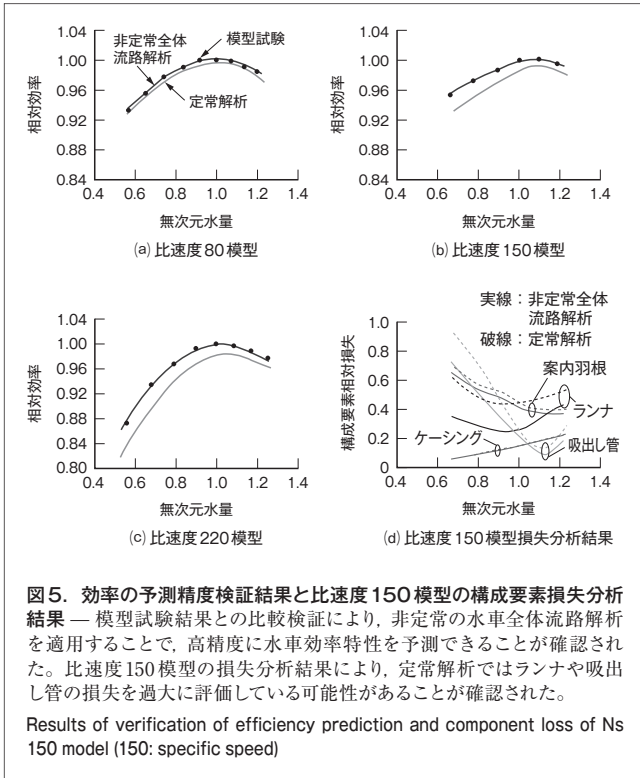 1.04
1.00
0.96
0.92
0.88
0.84
相対効率
非定常全体
流路解析
模型試験
定常解析
0.4 0.6 0.8 1.0 1.2 1.4
無次元水量
(a) 比速度80模型
1.04
1.00
0.96
0.92
0.88
0.84
相対効率
0.4 0.6 0.8 1.0 1.2 1.4
無次元水量
(b) 比速度150模型
1.04
1.00
0.96
0.92
0.88
0.84
0.80
相対効率
0.4 0.6 0.8 1.0 1.2 1.4
無次元水量
(c) 比速度220模型
実線：非定常全体
流路解析
破線：定常解析
1.0
0.8
0.6
0.4
0.2
0
構成要素相対損失
案内羽根
ランナ
ケーシング
吸出し管
0.4 0.6 0.8 1.0 1.2 1.4
無次元水量
(d) 比速度150模型損失分析結果
図5．効率の予測精度検証結果と比速度150模型の構成要素損失分析
結果 — 模型試験結果との比較検証により，非定常の水車全体流路解析
を適用することで，高精度に水車効率特性を予測できることが確認され
た。比速度150模型の損失分析結果により，定常解析ではランナや吸出
し管の損失を過大に評価している可能性があることが確認された。
Results of verification of efficiency prediction and component loss of Ns
150 model (150: specific speed)